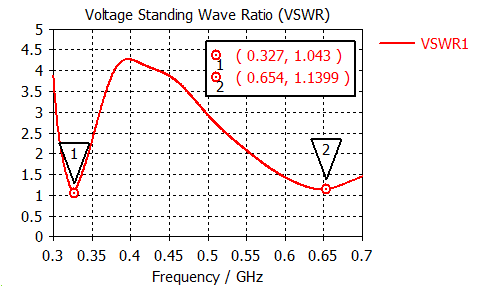 Voltage Standing Wave Ratio (VSWR)
5
4.5
4
3.5
3
2.5
2
1.5
1
0.5
0
1 ( 0.327, 1.043 )
2 ( 0.654, 1.1399 )
VSWR1
1
2
0.3 0.35 0.4 0.45 0.5 0.55 0.6 0.65 0.7
Frequency / GHz